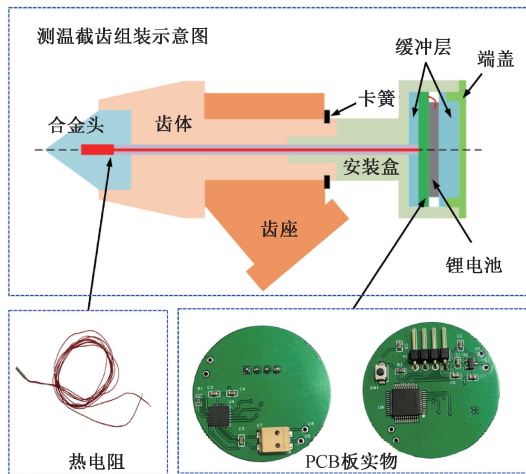 测温截齿组装示意图
缓冲层
端盖
卡簧
合金头
齿体
安装盒
齿座
锂电池
热电阻
PCB板实物